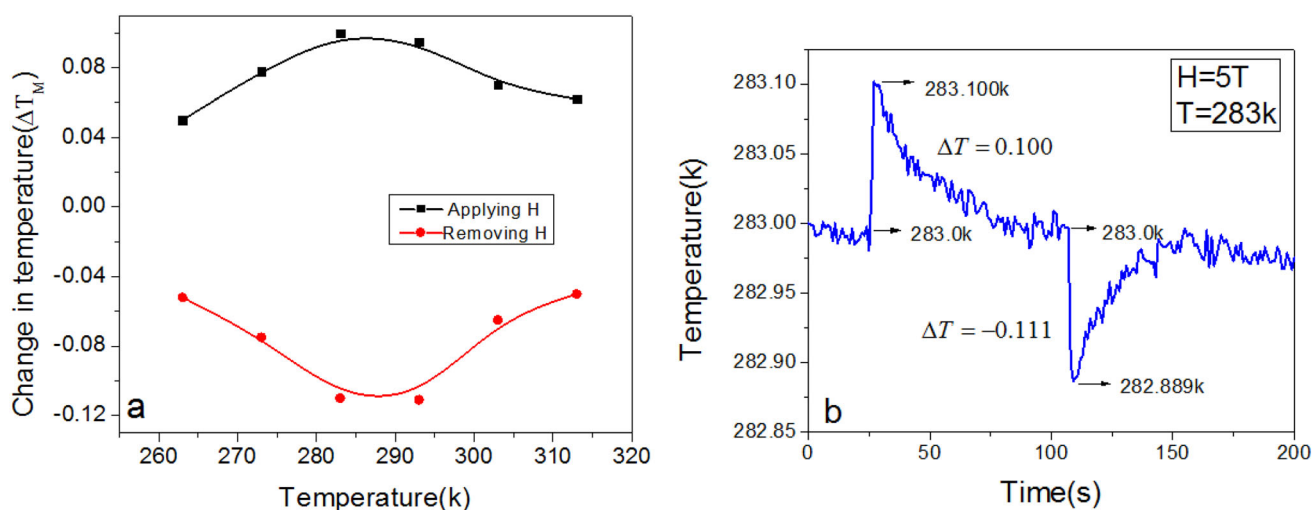 Change in temperature(ΔT_M)
0.08
0.04
0.00
-0.04
-0.08
-0.12
Applying H
Removing H
a
260 270 280 290 300 310 320
Temperature(k)
Temperature(k)
283.10
283.05
283.00
282.95
282.90
282.85
H=5T
T=283k
283.100k
ΔT = 0.100
283.0k
283.0k
ΔT = −0.111
282.889k
b
0 50 100 150 200
Time(s)